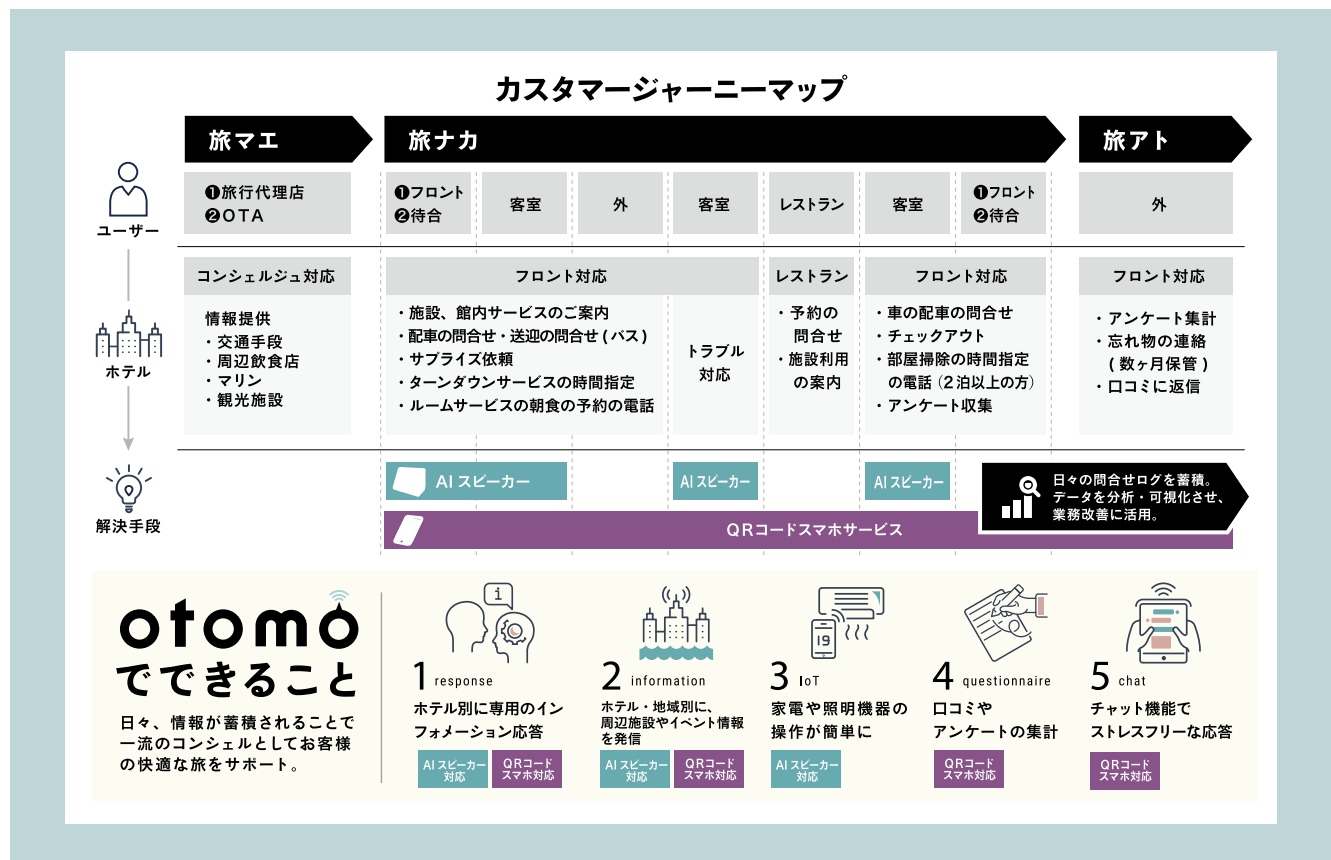 カスタマージャーニーマップ
旅マエ
旅ナカ
旅アト
ユーザー
❶旅行代理店
❷OTA
❶フロント
❷待合
客室
外
客室
レストラン
客室
❶フロント
❷待合
外
ホテル
コンシェルジュ対応
情報提供
・交通手段
・周辺飲食店
・マリン
・観光施設
フロント対応
・施設、館内サービスのご案内
・配車の問合せ・送迎の問合せ(バス)
・サプライズ依頼
・ターンダウンサービスの時間指定
・ルームサービスの朝食の予約の電話
トラブル
対応
レストラン
・予約の
問合せ
・施設利用
の案内
フロント対応
・車の配車の問合せ
・チェックアウト
・部屋掃除の時間指定
の電話(2泊以上の方)
・アンケート収集
フロント対応
・アンケート集計
・忘れ物の連絡
(数ヶ月保管)
・口コミに返信
解決手段
AIスピーカー
AIスピーカー
AIスピーカー
日々の問合せログを蓄積。
データを分析・可視化させ、
業務改善に活用。
QRコードスマホサービス
otomo
でできること
日々、情報が蓄積されることで
一流のコンシェルとしてお客様
の快適な旅をサポート。
i
1 response
ホテル別に専用のイン
フォメーション応答
AIスピーカー
対応
QRコード
スマホ対応
2 information
ホテル・地域別に、
周辺施設やイベント情報
を発信
AIスピーカー
対応
QRコード
スマホ対応
19
3 IoT
家電や照明機器の
操作が簡単に
AIスピーカー
対応
4 questionnaire
口コミや
アンケートの集計
QRコード
スマホ対応
5 chat
チャット機能で
ストレスフリーな応答
QRコード
スマホ対応